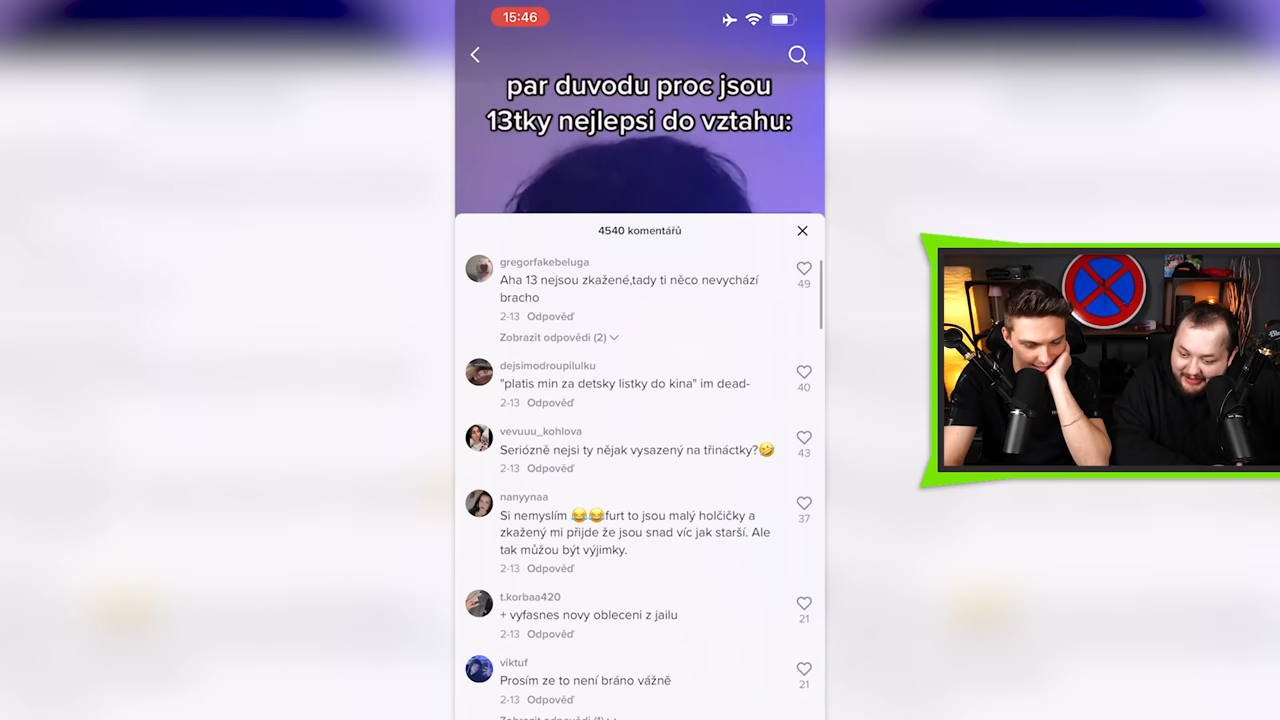 15:46
par duvodu proc jsou
13tky nejlepsi do vztahu:
4540 komentářů
gregorfakebeluga
Aha 13 nejsou zkažené,tady ti něco nevychází
bracho
49
2-13 Odpověď
Zobrazit odpovědi (2)
dejsimodroupilulku
"platis min za detsky listky do kina" im dead-
40
2-13 Odpověď
vevuuu_kohlova
Seriózně nejsi ty nějak vysazený na třináctky?🤣
43
2-13 Odpověď
nanyynaa
Si nemyslím 😂😂furt to jsou malý holčičky a
37
zkažený mi přijde že jsou snad víc jak starší. Ale
tak můžou být výjimky.
2-13 Odpověď
t.korbaa420
+ vyfasnes novy obleceni z jailu
21
2-13 Odpověď
viktuf
Prosím ze to není bráno vážně
21
2-13 Odpověď
Zobrazit odpovědi (1)